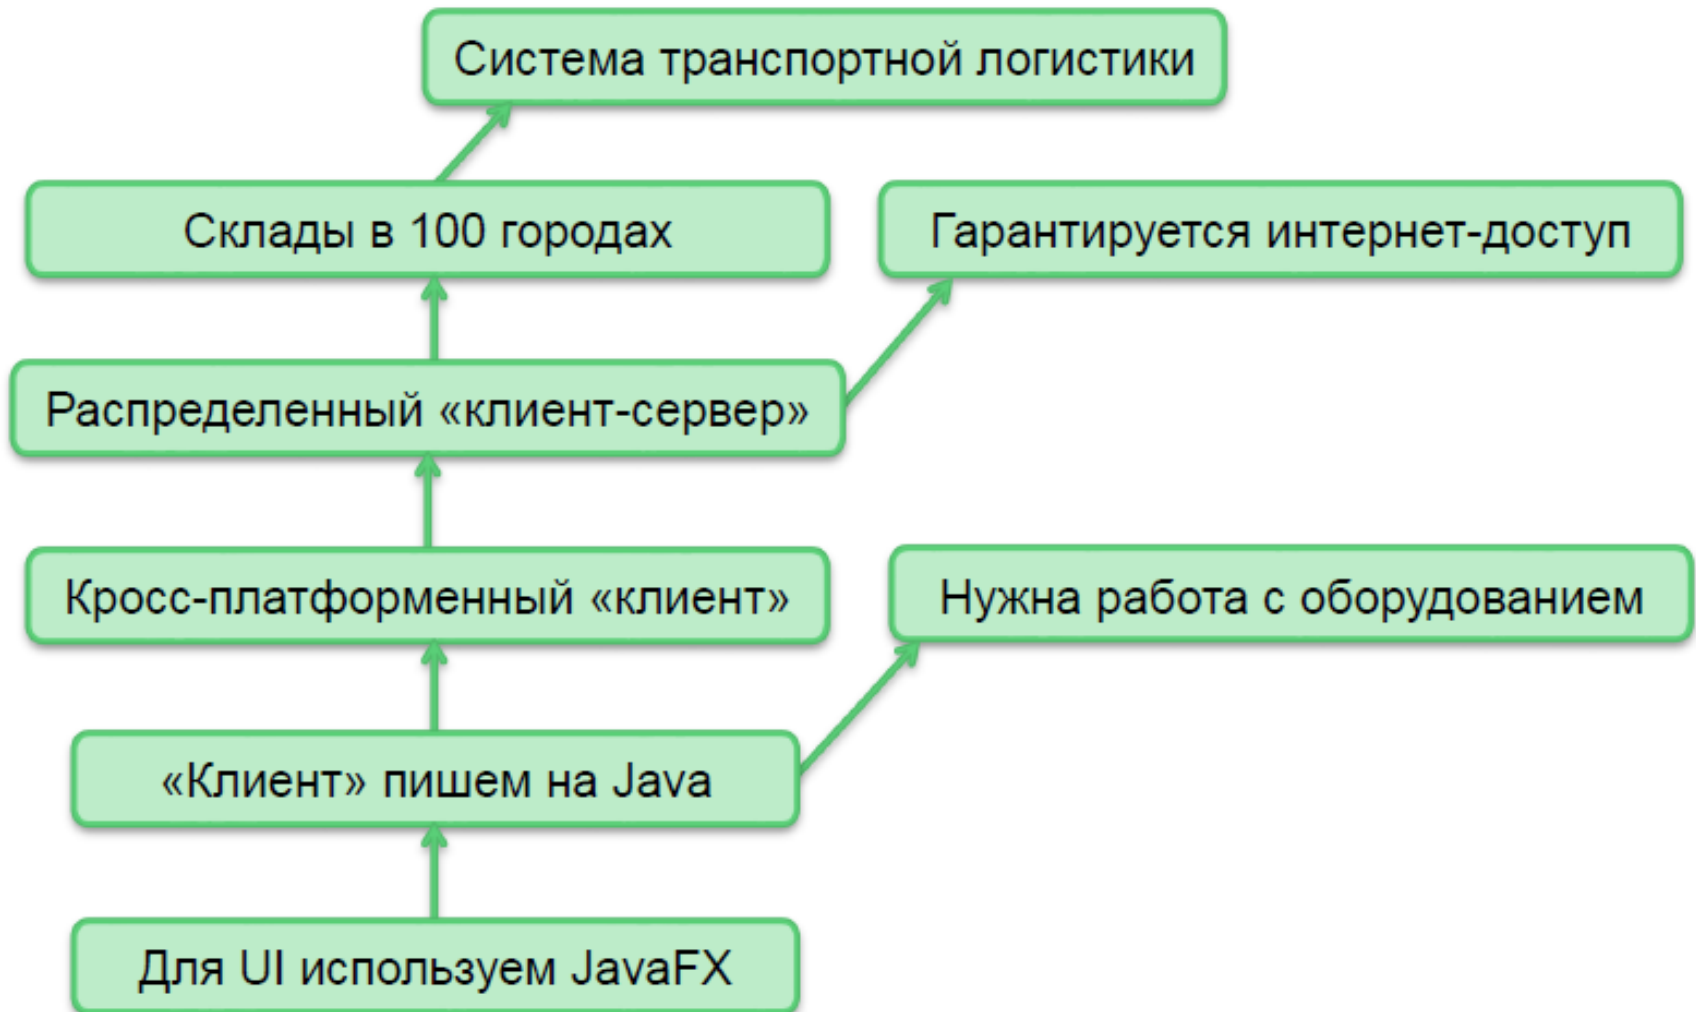 Система транспортной логистики
Склады в 100 городах
Гарантируется интернет-доступ
Распределенный «клиент-сервер»
Кросс-платформенный «клиент»
Нужна работа с оборудованием
«Клиент» пишем на Java
Для UI используем JavaFX